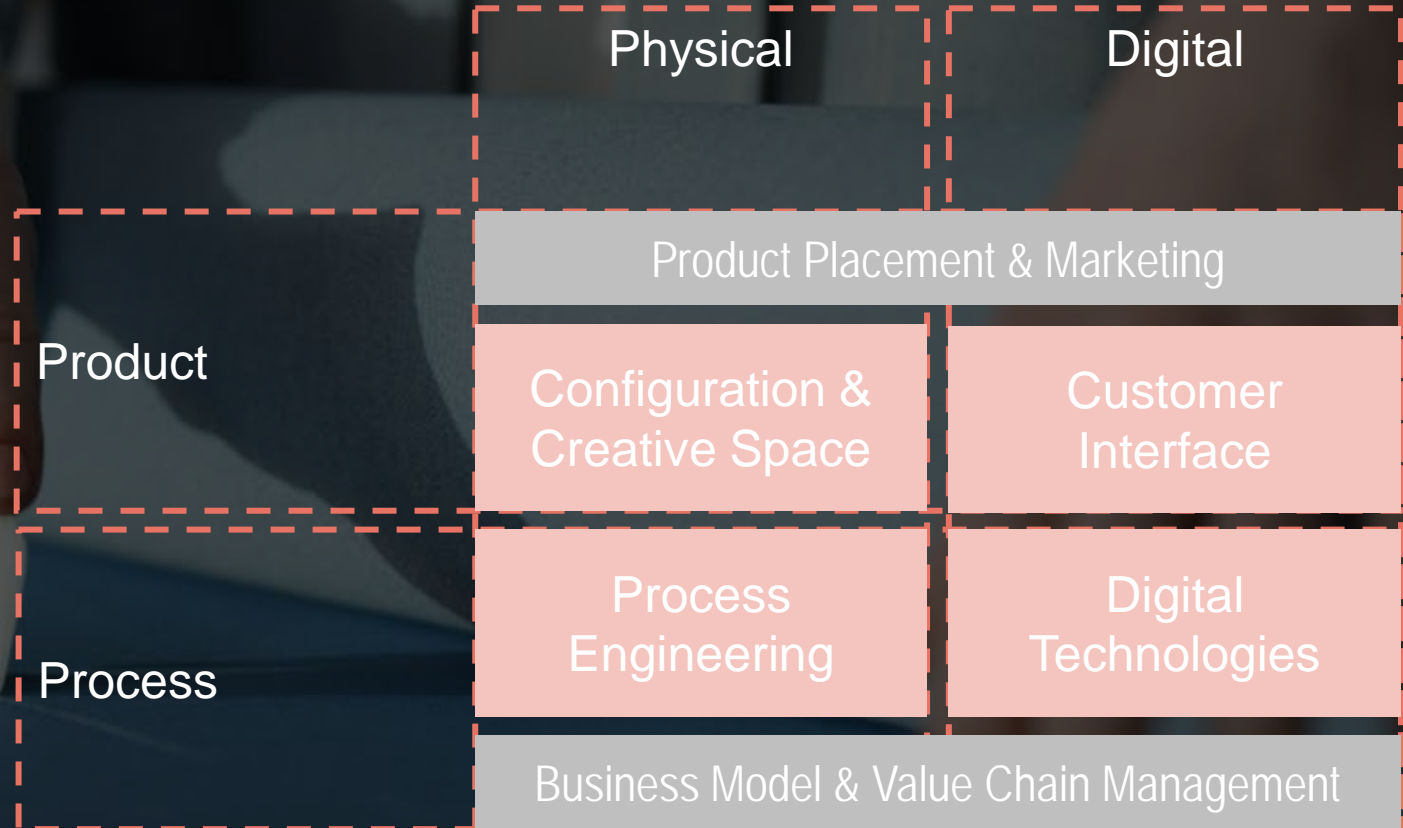 Physical
Digital
Product Placement & Marketing
Product
Configuration &
Creative Space
Customer
Interface
Process
Engineering
Digital
Technologies
Process
Business Model & Value Chain Management